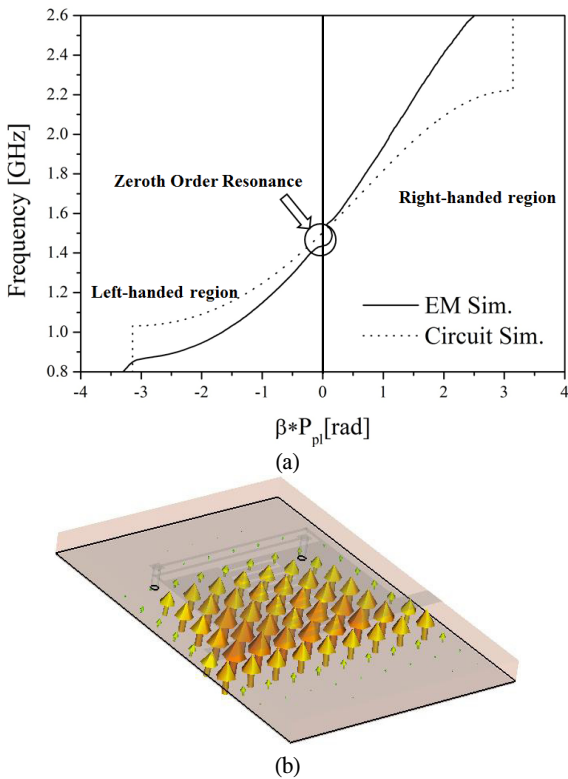 2.6
2.4
2.2
2.0
1.8
1.6
1.4
1.2
1.0
0.8
Frequency [GHz]
Zeroth Order Resonance
Right-handed region
Left-handed region
EM Sim.
Circuit Sim.
-4 -3 -2 -1 0 1 2 3 4
β*P_pl[rad]
(a)
(b)